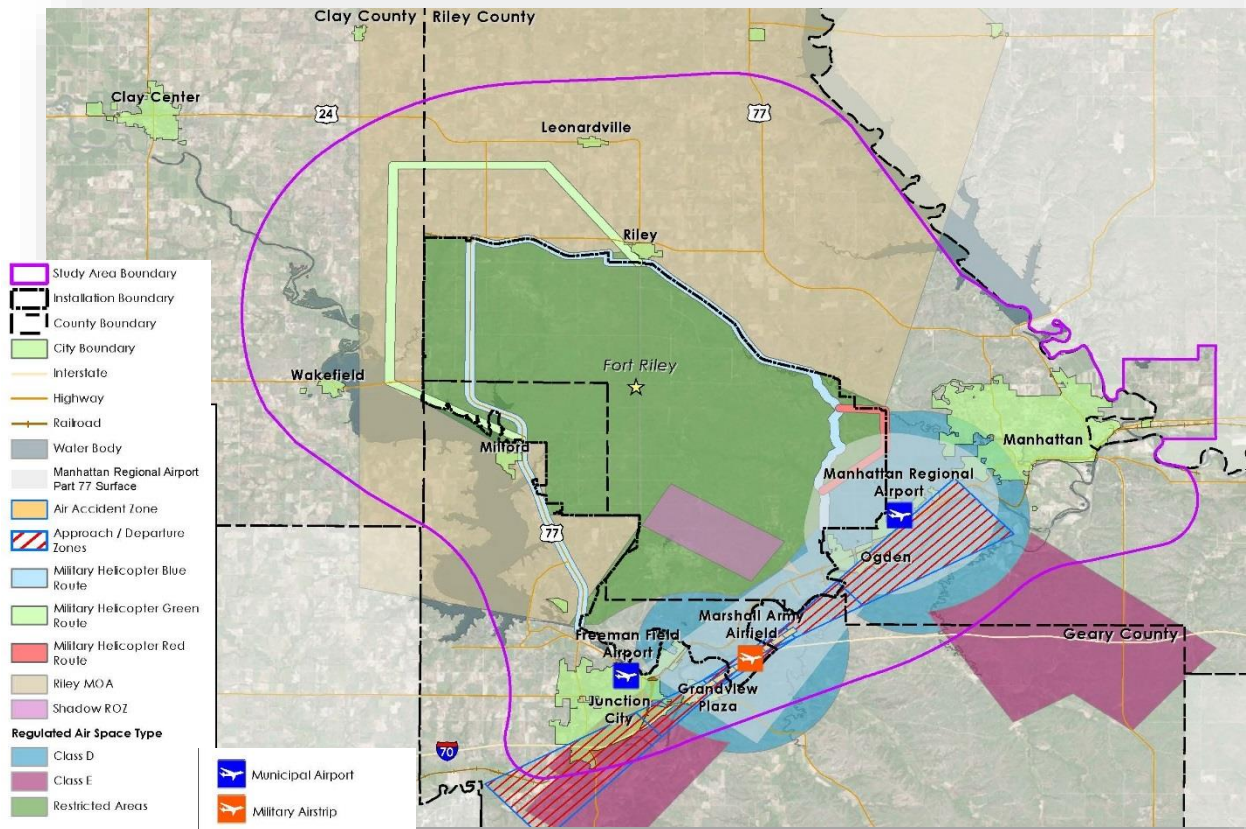 Clay County
Riley County
Clay Center
24
77
Leonardville
Riley
Fort Riley
Wakefield
Milford
77
Manhattan
Manhattan Regional
Airport
Ogden
Marshall Army
Airfield
Freeman Field
Airport
Geary County
Grandview
Plaza
Junction
City
70
Study Area Boundary
Installation Boundary
County Boundary
City Boundary
Interstate
Highway
Railroad
Water Body
Manhattan Regional Airport
Part 77 Surface
Air Accident Zone
Approach / Departure
Zones
Military Helicopter Blue
Route
Military Helicopter Green
Route
Military Helicopter Red
Route
Riley MOA
Shadow ROZ
Regulated Air Space Type
Class D
Class E
Restricted Areas
Municipal Airport
Military Airstrip